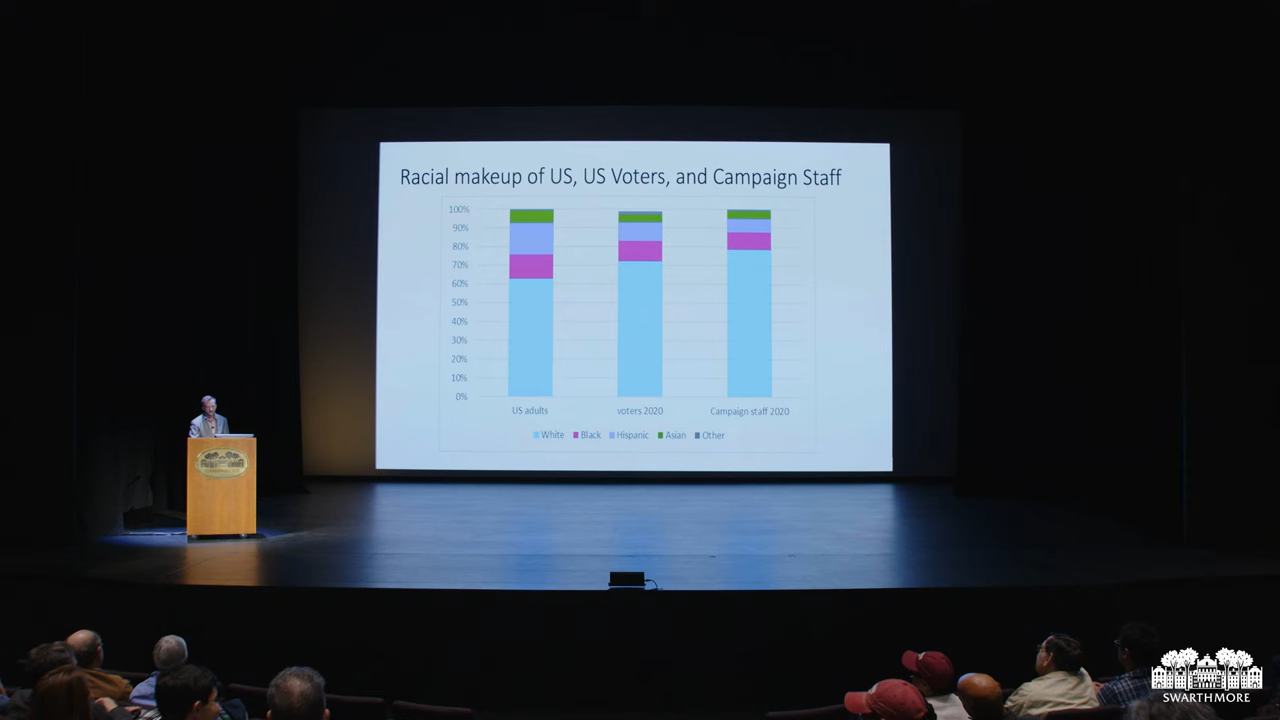 Racial makeup of US, US Voters, and Campaign Staff
100%
90%
80%
70%
60%
50%
40%
30%
20%
10%
0%
US adults
voters 2020
Campaign staff 2020
White Black Hispanic Asian Other
SWARTHMORE